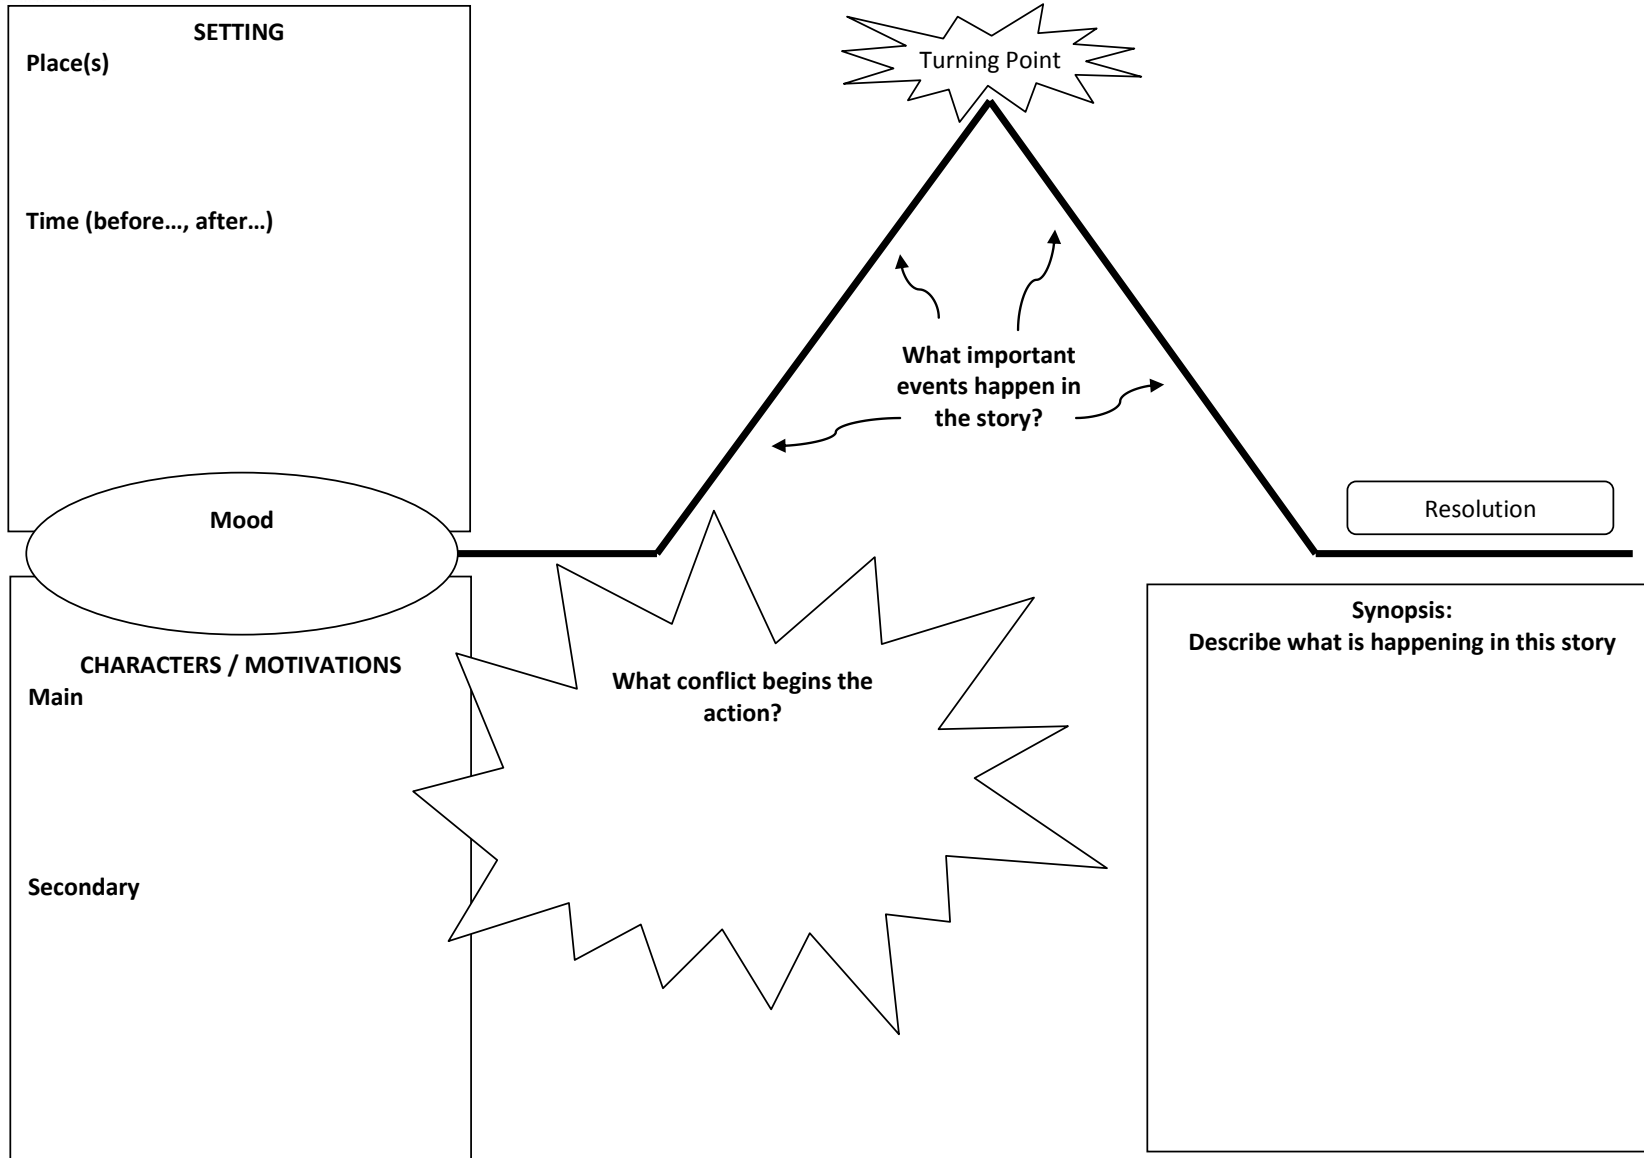 SETTING
Place(s)
Time (before…, after…)
Mood
CHARACTERS / MOTIVATIONS
Main
Secondary
Turning Point
What important
events happen in
the story?
What conflict begins the
action?
Resolution
Synopsis:
Describe what is happening in this story